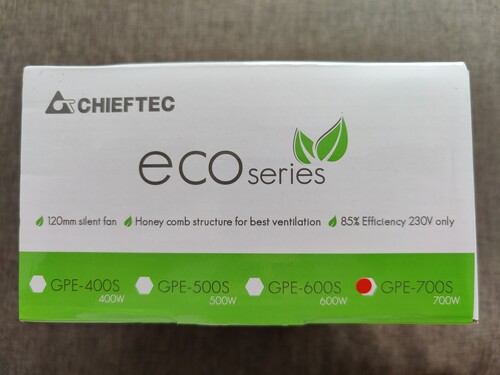 CHIEFTEC
eco series
120mm silent fan Honey comb structure for best ventilation 85% Efficiency 230V only
GPE-400S GPE-500S GPE-600S GPE-700S
400W 500W 600W 700W